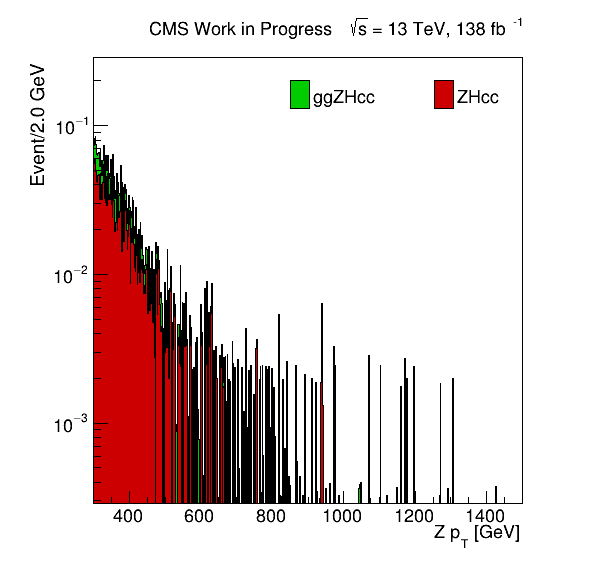 CMS Work in Progress √s = 13 TeV, 138 fb⁻¹
Event/2.0 GeV
ggZHcc ZHcc
10⁻¹
10⁻²
10⁻³
400 600 800 1000 1200 1400
Z p_T [GeV]